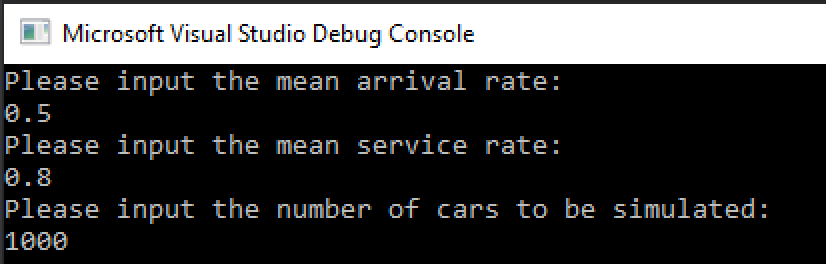 Microsoft Visual Studio Debug Console
Please input the mean arrival rate:
0.5
Please input the mean service rate:
0.8
Please input the number of cars to be simulated:
1000